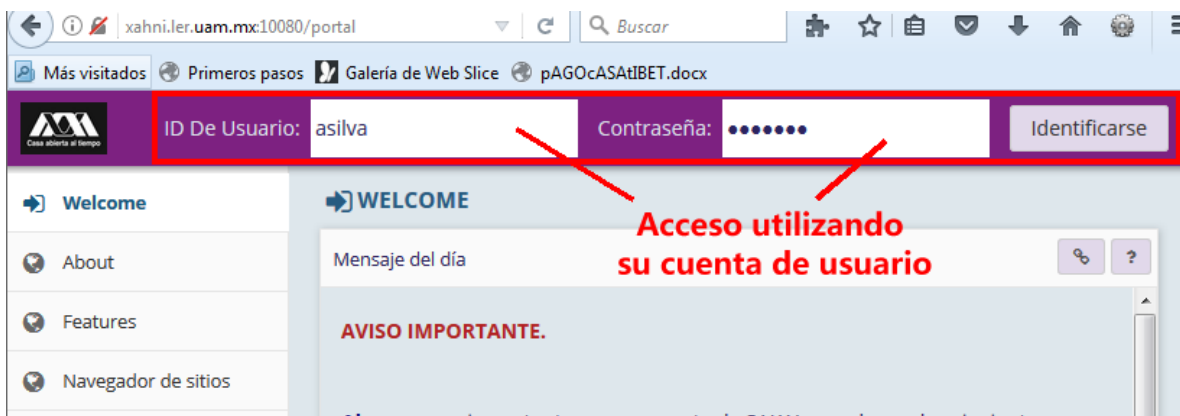 xahni.ler.uam.mx:10080/portal
Buscar
Más visitados Primeros pasos Galería de Web Slice pAGOcASAtIBET.docx
Casa abierta al tiempo
ID De Usuario: asilva Contraseña: ••••••• Identificarse
Welcome
About
Features
Navegador de sitios
WELCOME
Acceso utilizando
su cuenta de usuario
Mensaje del día
?
AVISO IMPORTANTE.